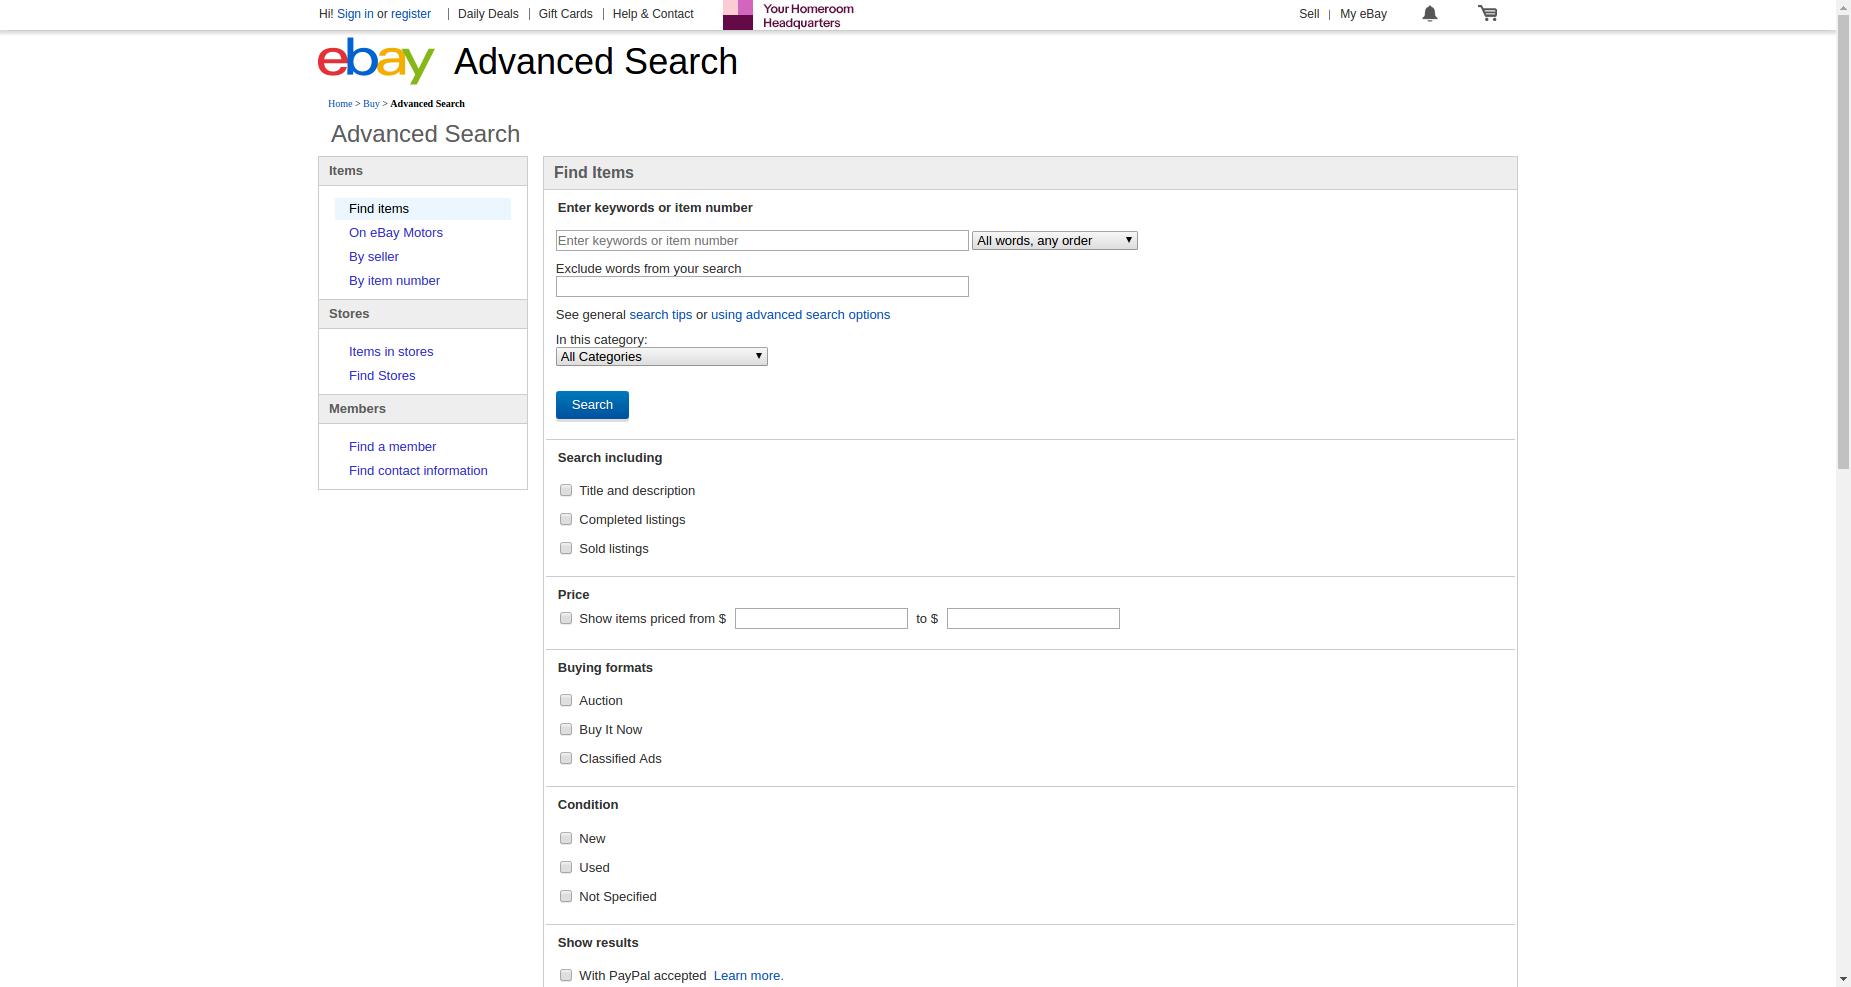 Hi! Sign in or register | Daily Deals | Gift Cards | Help & Contact
Your Homeroom
Headquarters
Sell | My eBay
ebay Advanced Search
Home > Buy > Advanced Search
Advanced Search
Items
Find items
On eBay Motors
By seller
By item number
Stores
Items in stores
Find Stores
Members
Find a member
Find contact information
Find Items
Enter keywords or item number
Enter keywords or item number All words, any order
Exclude words from your search
See general search tips or using advanced search options
In this category:
All Categories
Search
Search including
Title and description
Completed listings
Sold listings
Price
Show items priced from $ to $
Buying formats
Auction
Buy It Now
Classified Ads
Condition
New
Used
Not Specified
Show results
With PayPal accepted Learn more.